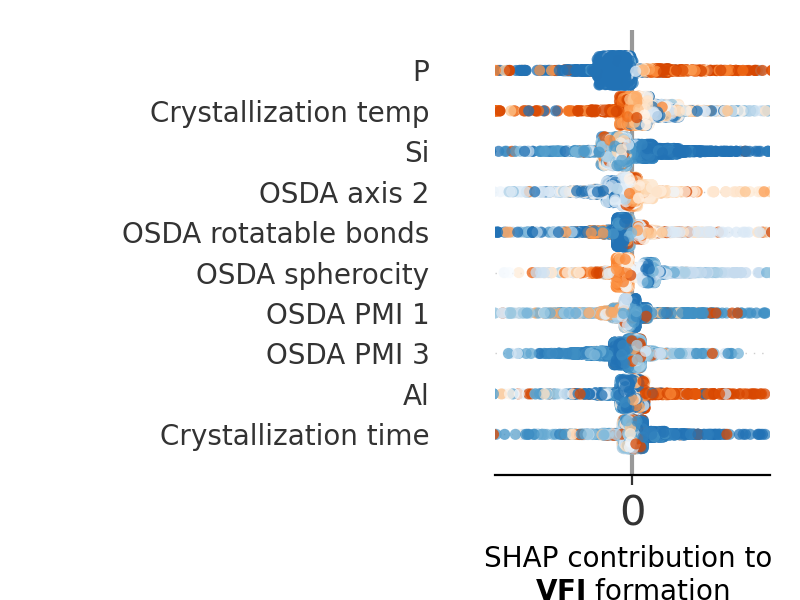 P
Crystallization temp
Si
OSDA axis 2
OSDA rotatable bonds
OSDA spherocity
OSDA PMI 1
OSDA PMI 3
Al
Crystallization time
0
SHAP contribution to
VFI formation